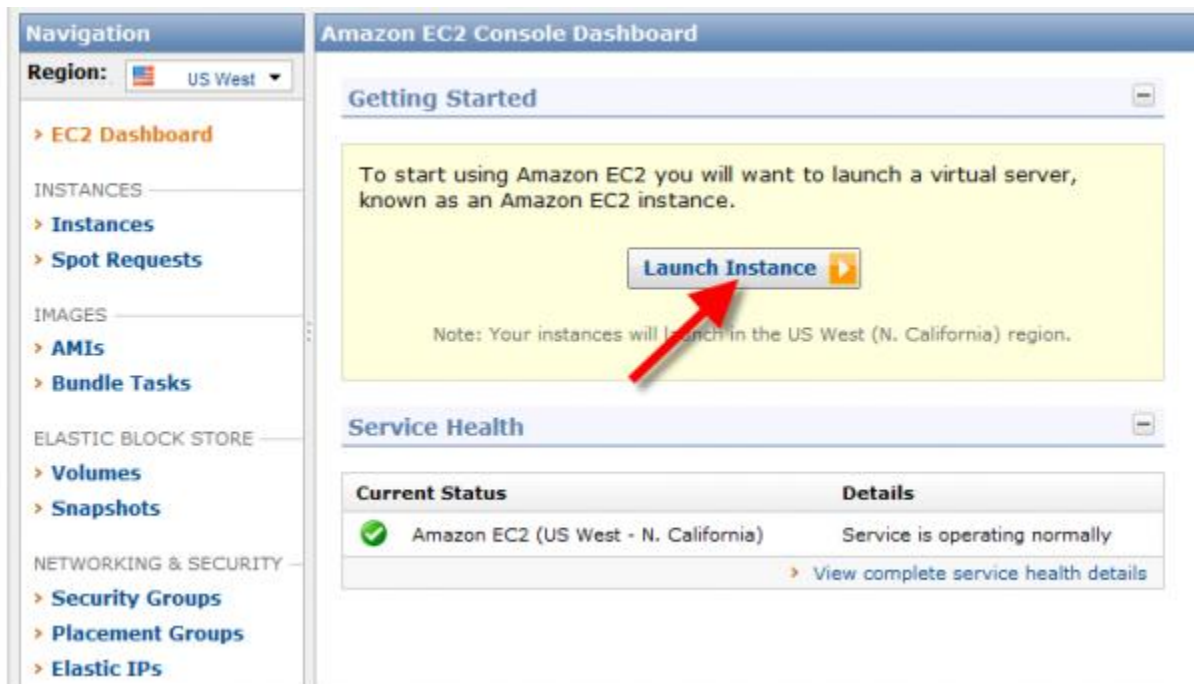 Navigation
Region: US West
> EC2 Dashboard
INSTANCES
> Instances
> Spot Requests
IMAGES
> AMIs
> Bundle Tasks
ELASTIC BLOCK STORE
> Volumes
> Snapshots
NETWORKING & SECURITY
> Security Groups
> Placement Groups
> Elastic IPs
Amazon EC2 Console Dashboard
Getting Started
To start using Amazon EC2 you will want to launch a virtual server,
known as an Amazon EC2 instance.
Launch Instance
Note: Your instances will launch in the US West (N. California) region.
Service Health
Current Status Details
Amazon EC2 (US West - N. California) Service is operating normally
> View complete service health details